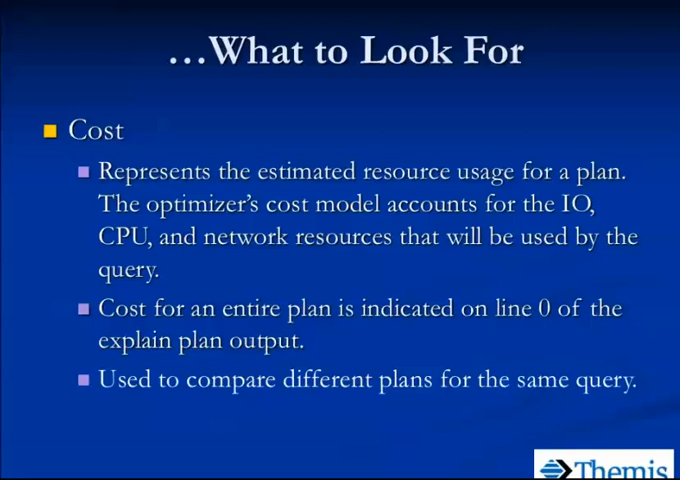 …What to Look For
Cost
Represents the estimated resource usage for a plan.
The optimizer's cost model accounts for the IO,
CPU, and network resources that will be used by the
query.
Cost for an entire plan is indicated on line 0 of the
explain plan output.
Used to compare different plans for the same query.
Themis